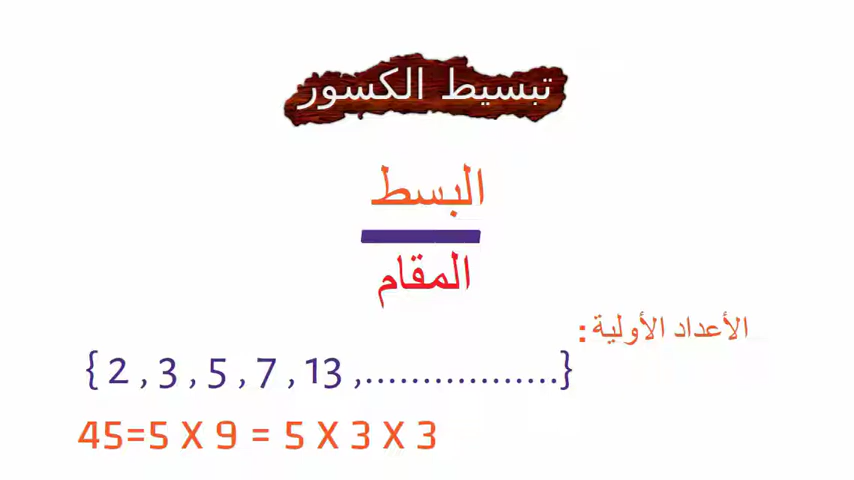 تبسيط الكسور
البسط
المقام
الأعداد الأولية :
{ 2 , 3 , 5 , 7 , 13 ,..................}
45=5 X 9 = 5 X 3 X 3